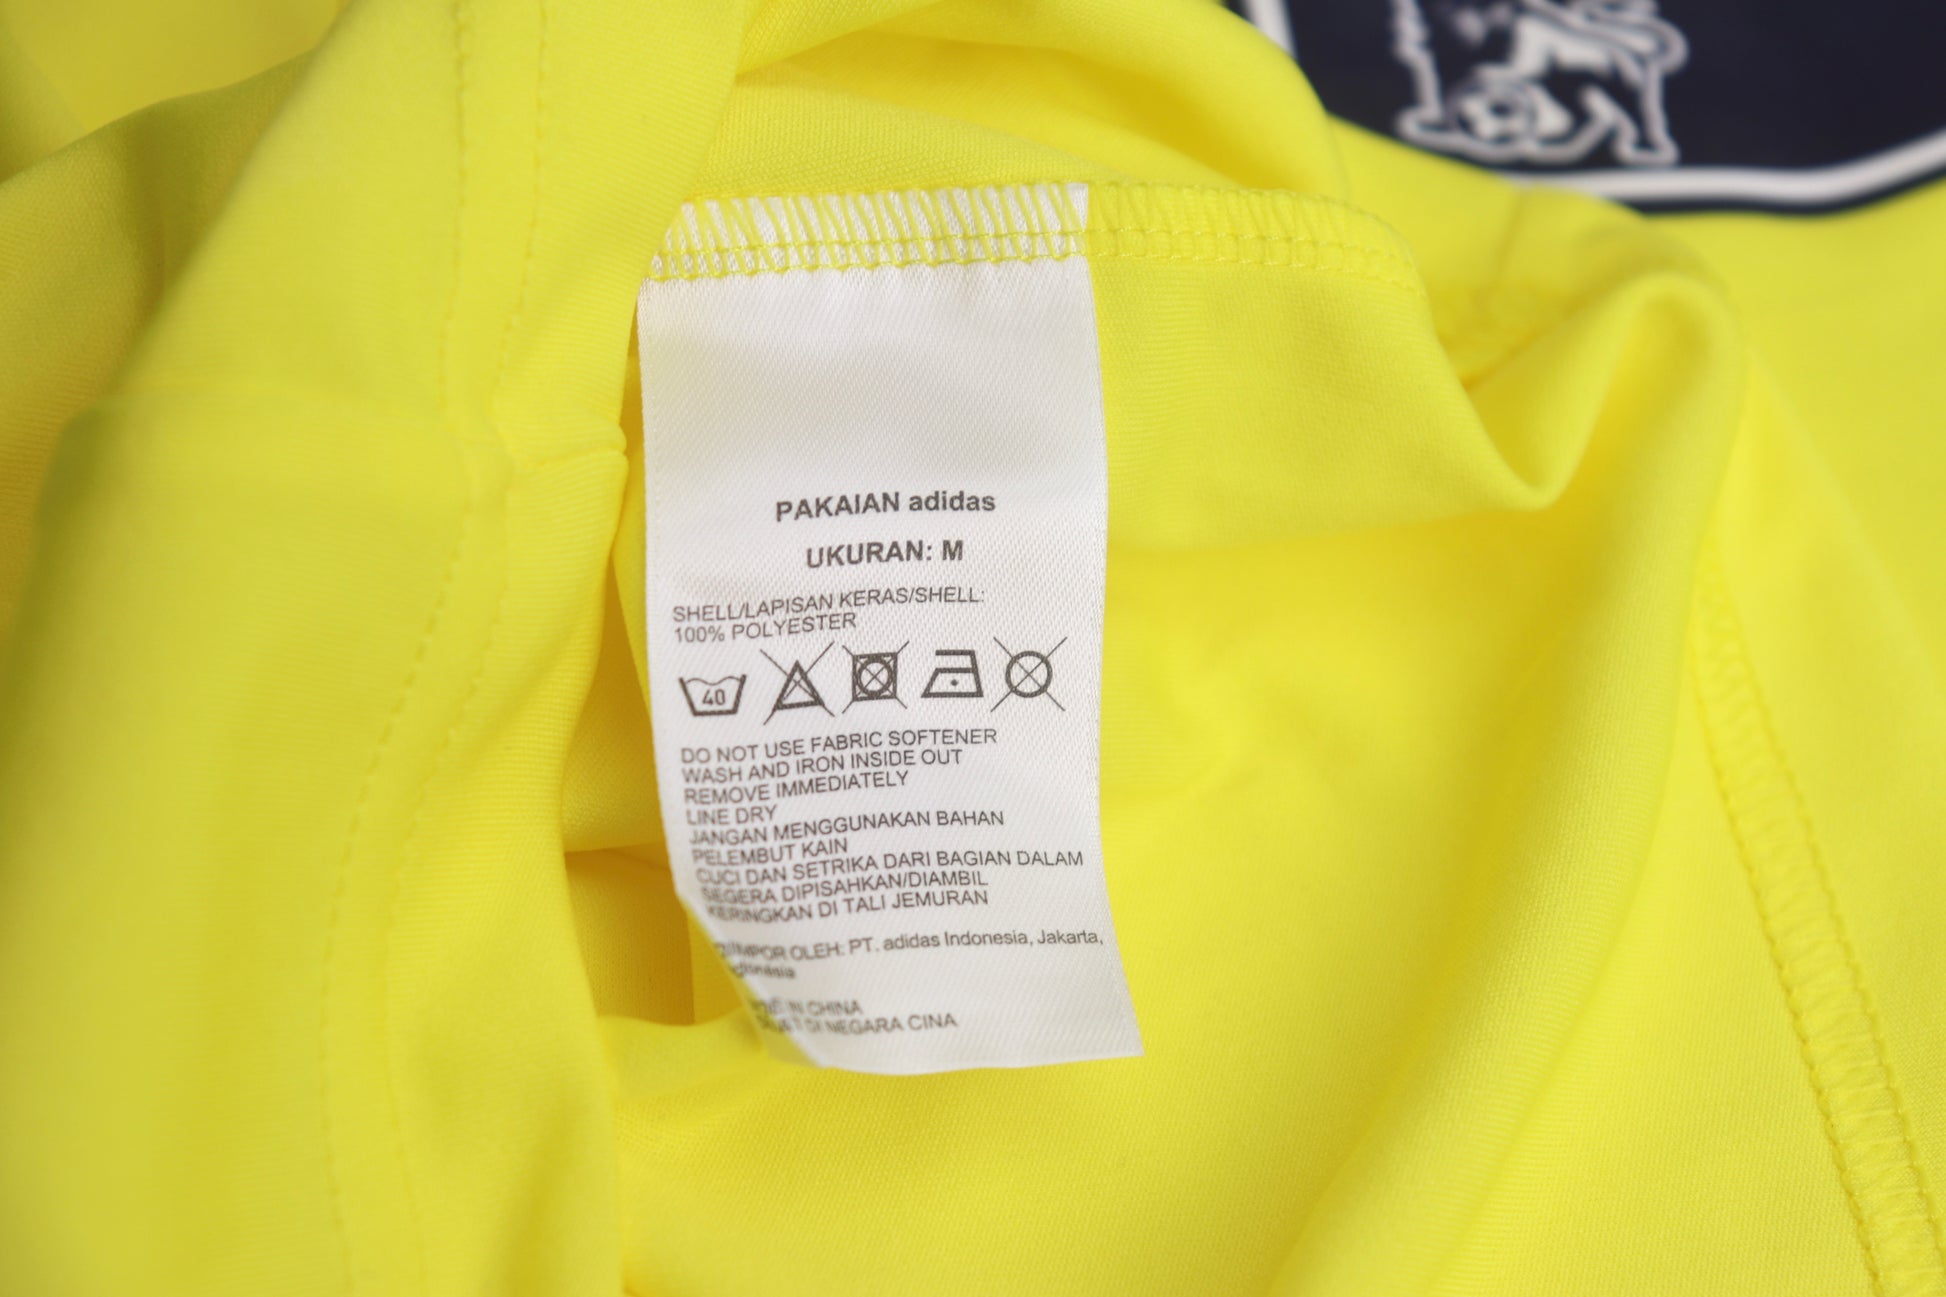 PAKAIAN adidas
UKURAN: M
SHELL/LAPISAN KERAS/SHELL:
100% POLYESTER
40
DO NOT USE FABRIC SOFTENER
WASH AND IRON INSIDE OUT
REMOVE IMMEDIATELY
LINE DRY
JANGAN MENGGUNAKAN BAHAN
PELEMBUT KAIN
CUCI DAN SETRIKA DARI BAGIAN DALAM
SEGERA DIPISAHKAN/DIAMBIL
KERINGKAN DI TALI JEMURAN
OLEH: PT. adidas Indonesia, Jakarta,
IN CHINA
DI NEGARA CINA